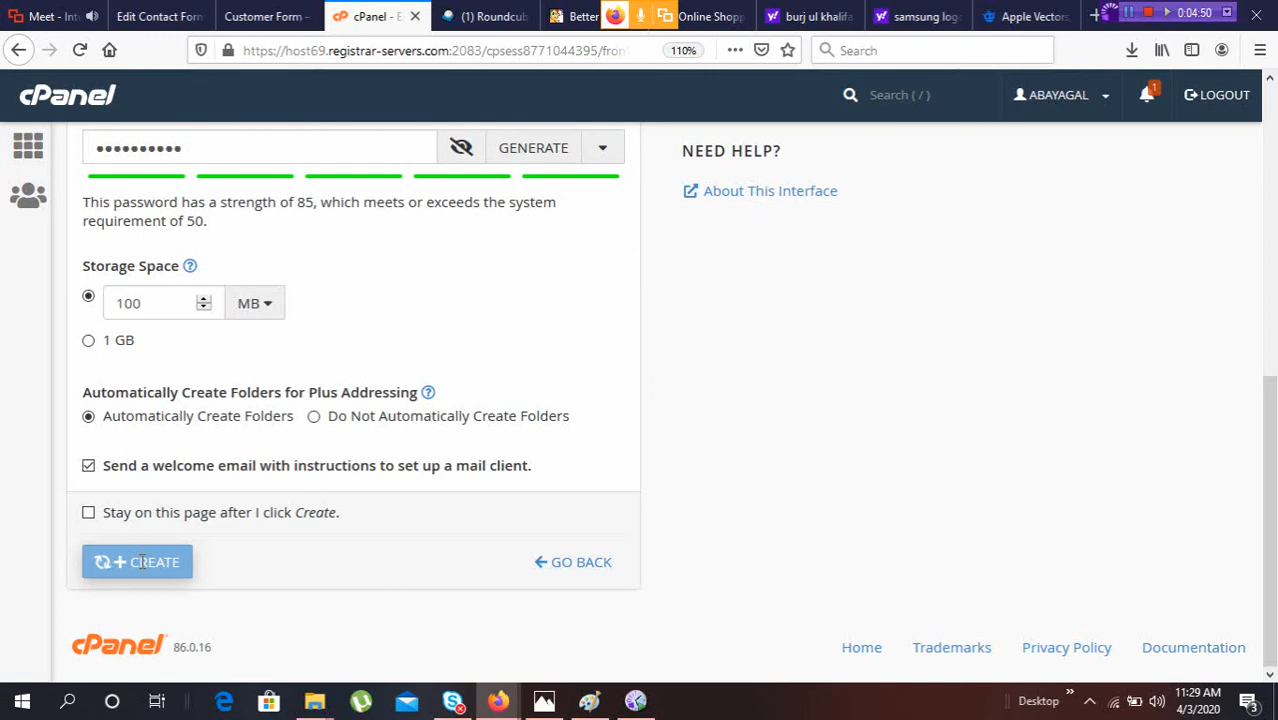 Meet - Int
Edit Contact Form
Customer Form –
cPanel - E
(1) Roundcu
Better
Online Shopp
burj ul khalifa
samsung log
Apple Vectors,
00:04:50
https://host69.registrar-servers.com:2083/cpsess8771044395/fron
110%
Search
cPanel
Search ( / )
ABAYAGAL
1
LOGOUT
GENERATE
NEED HELP?
About This Interface
This password has a strength of 85, which meets or exceeds the system
requirement of 50.
Storage Space
100
MB
1 GB
Automatically Create Folders for Plus Addressing
Automatically Create Folders
Do Not Automatically Create Folders
Send a welcome email with instructions to set up a mail client.
Stay on this page after I click Create.
CREATE
GO BACK
cPanel
86.0.16
Home
Trademarks
Privacy Policy
Documentation
Desktop
11:29 AM
4/3/2020
3